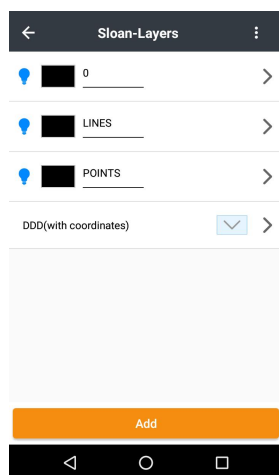 Sloan-Layers
0
LINES
POINTS
DDD(with coordinates)
Add